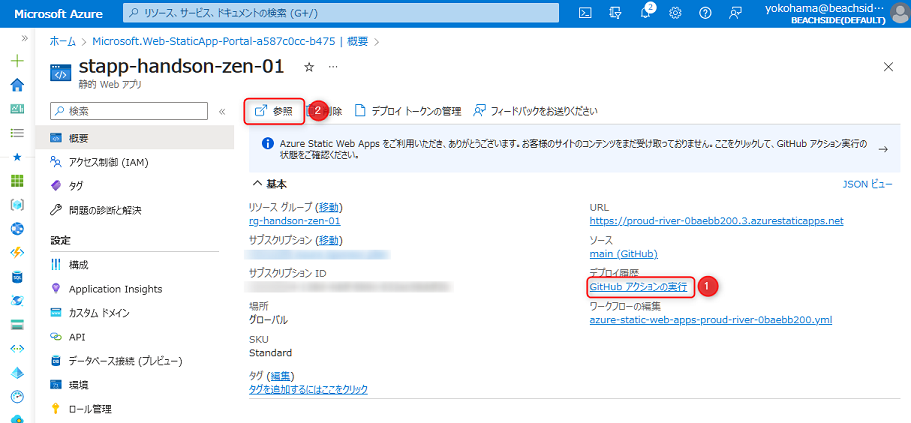 Microsoft Azure
リソース、サービス、ドキュメントの検索 (G+/)
2
yokohama@beachsid…
BEACHSIDE(DEFAULT)
ホーム > Microsoft.Web-StaticApp-Portal-a587c0cc-b475 | 概要 >
stapp-handson-zen-01
静的 Web アプリ
検索
参照
2
削除
デプロイ トークンの管理
フィードバックをお送りください
概要
アクセス制御 (IAM)
タグ
問題の診断と解決
設定
構成
Application Insights
カスタム ドメイン
API
データベース接続 (プレビュー)
環境
ロール管理
Azure Static Web Apps をご利用いただき、ありがとうございます。お客様のサイトのコンテンツをまだ受け取っておりません。ここをクリックして、GitHub アクション実行の
状態をご確認ください。
基本
JSON ビュー
リソース グループ (移動)
rg-handson-zen-01
サブスクリプション (移動)
サブスクリプション ID
場所
グローバル
SKU
Standard
タグ (編集)
タグを追加するにはここをクリック
URL
https://proud-river-0baebb200.3.azurestaticapps.net
ソース
main (GitHub)
デプロイ履歴
GitHub アクションの実行
1
ワークフローの編集
azure-static-web-apps-proud-river-0baebb200.yml